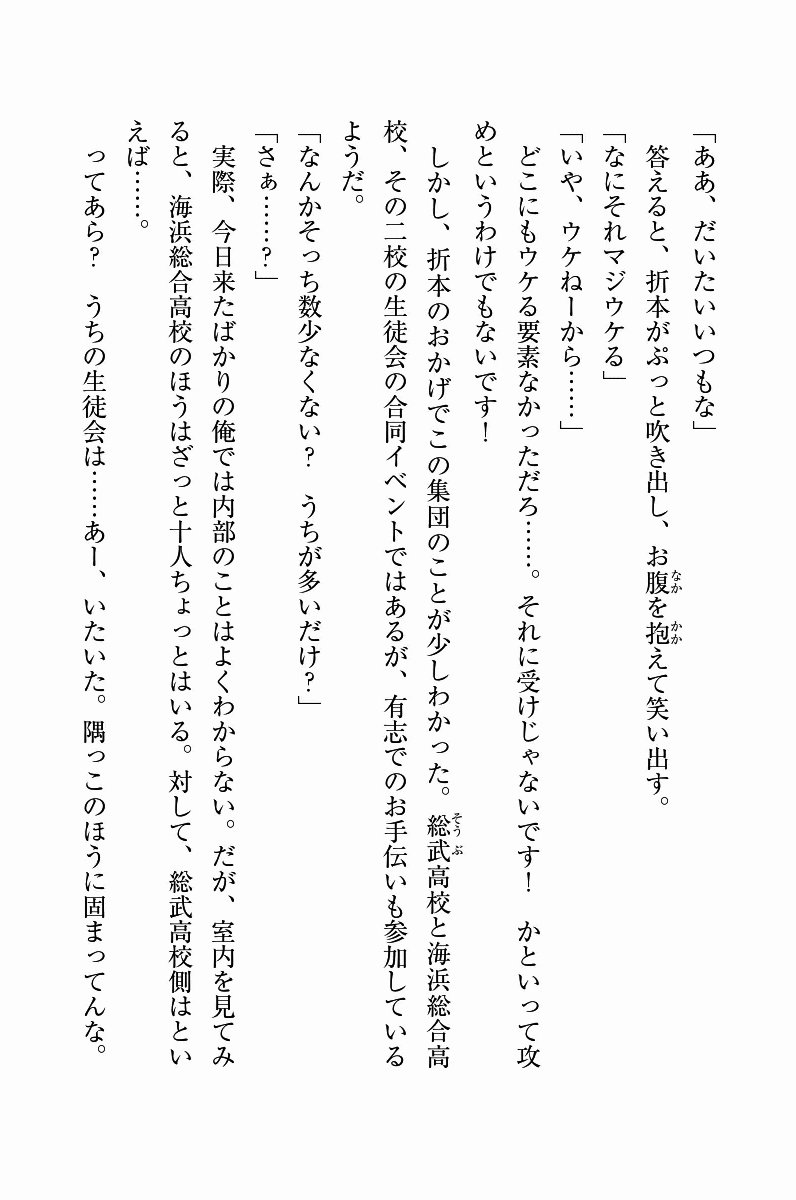 「ああ、だいたいいつもな」
　答えると、折本がぷっと吹き出し、お腹を抱えて笑い出す。
「なにそれマジウケる」
「いや、ウケねーから……」
　どこにもウケる要素なかっただろ……。それに受けじゃないです！　かといって攻
めというわけでもないです！
　しかし、折本のおかげでこの集団のことが少しわかった。総武高校と海浜総合高
校、その二校の生徒会の合同イベントではあるが、有志でのお手伝いも参加している
ようだ。
「なんかそっち数少なくない？　うちが多いだけ？」
「さぁ……？」
　実際、今日来たばかりの俺では内部のことはよくわからない。だが、室内を見てみ
ると、海浜総合高校のほうはざっと十人ちょっとはいる。対して、総武高校側はとい
えば……。
　ってあら？　うちの生徒会は……あー、いたいた。隅っこのほうに固まってんな。